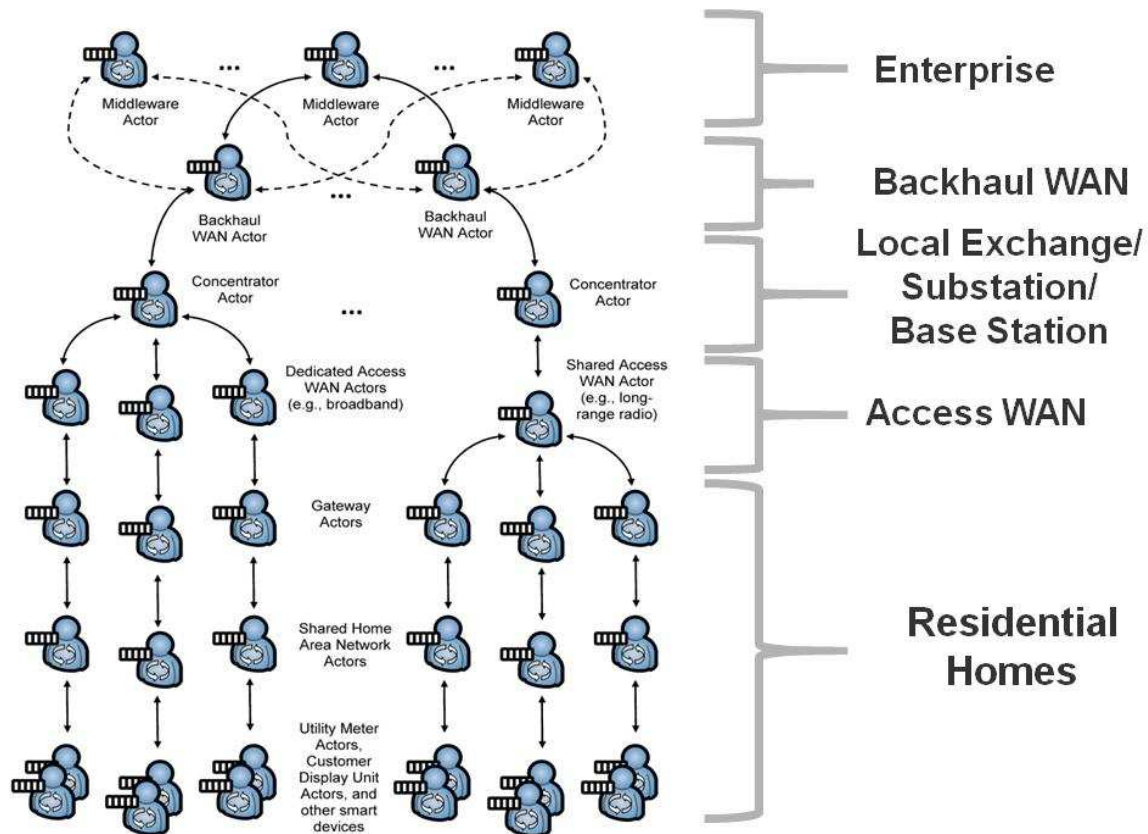 ...
...
Middleware
Actor
Middleware
Actor
Middleware
Actor
Enterprise
Backhaul
WAN Actor
...
Backhaul
WAN Actor
Backhaul WAN
Concentrator
Actor
...
Concentrator
Actor
Local Exchange/
Substation/
Base Station
Dedicated Access
WAN Actors
(e.g., broadband)
Shared Access
WAN Actor
(e.g., long-
range radio)
Access WAN
Gateway
Actors
Shared Home
Area Network
Actors
Residential
Homes
Utility Meter
Actors,
Customer
Display Unit
Actors, and
other smart
devices